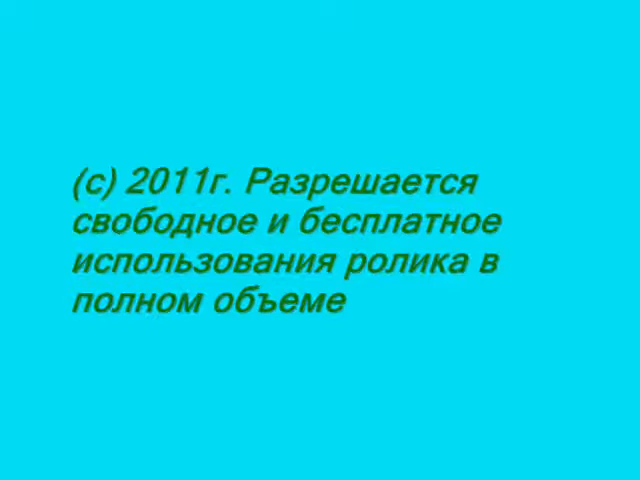 (с) 2011г. Разрешается
свободное и бесплатное
использования ролика в
полном объеме